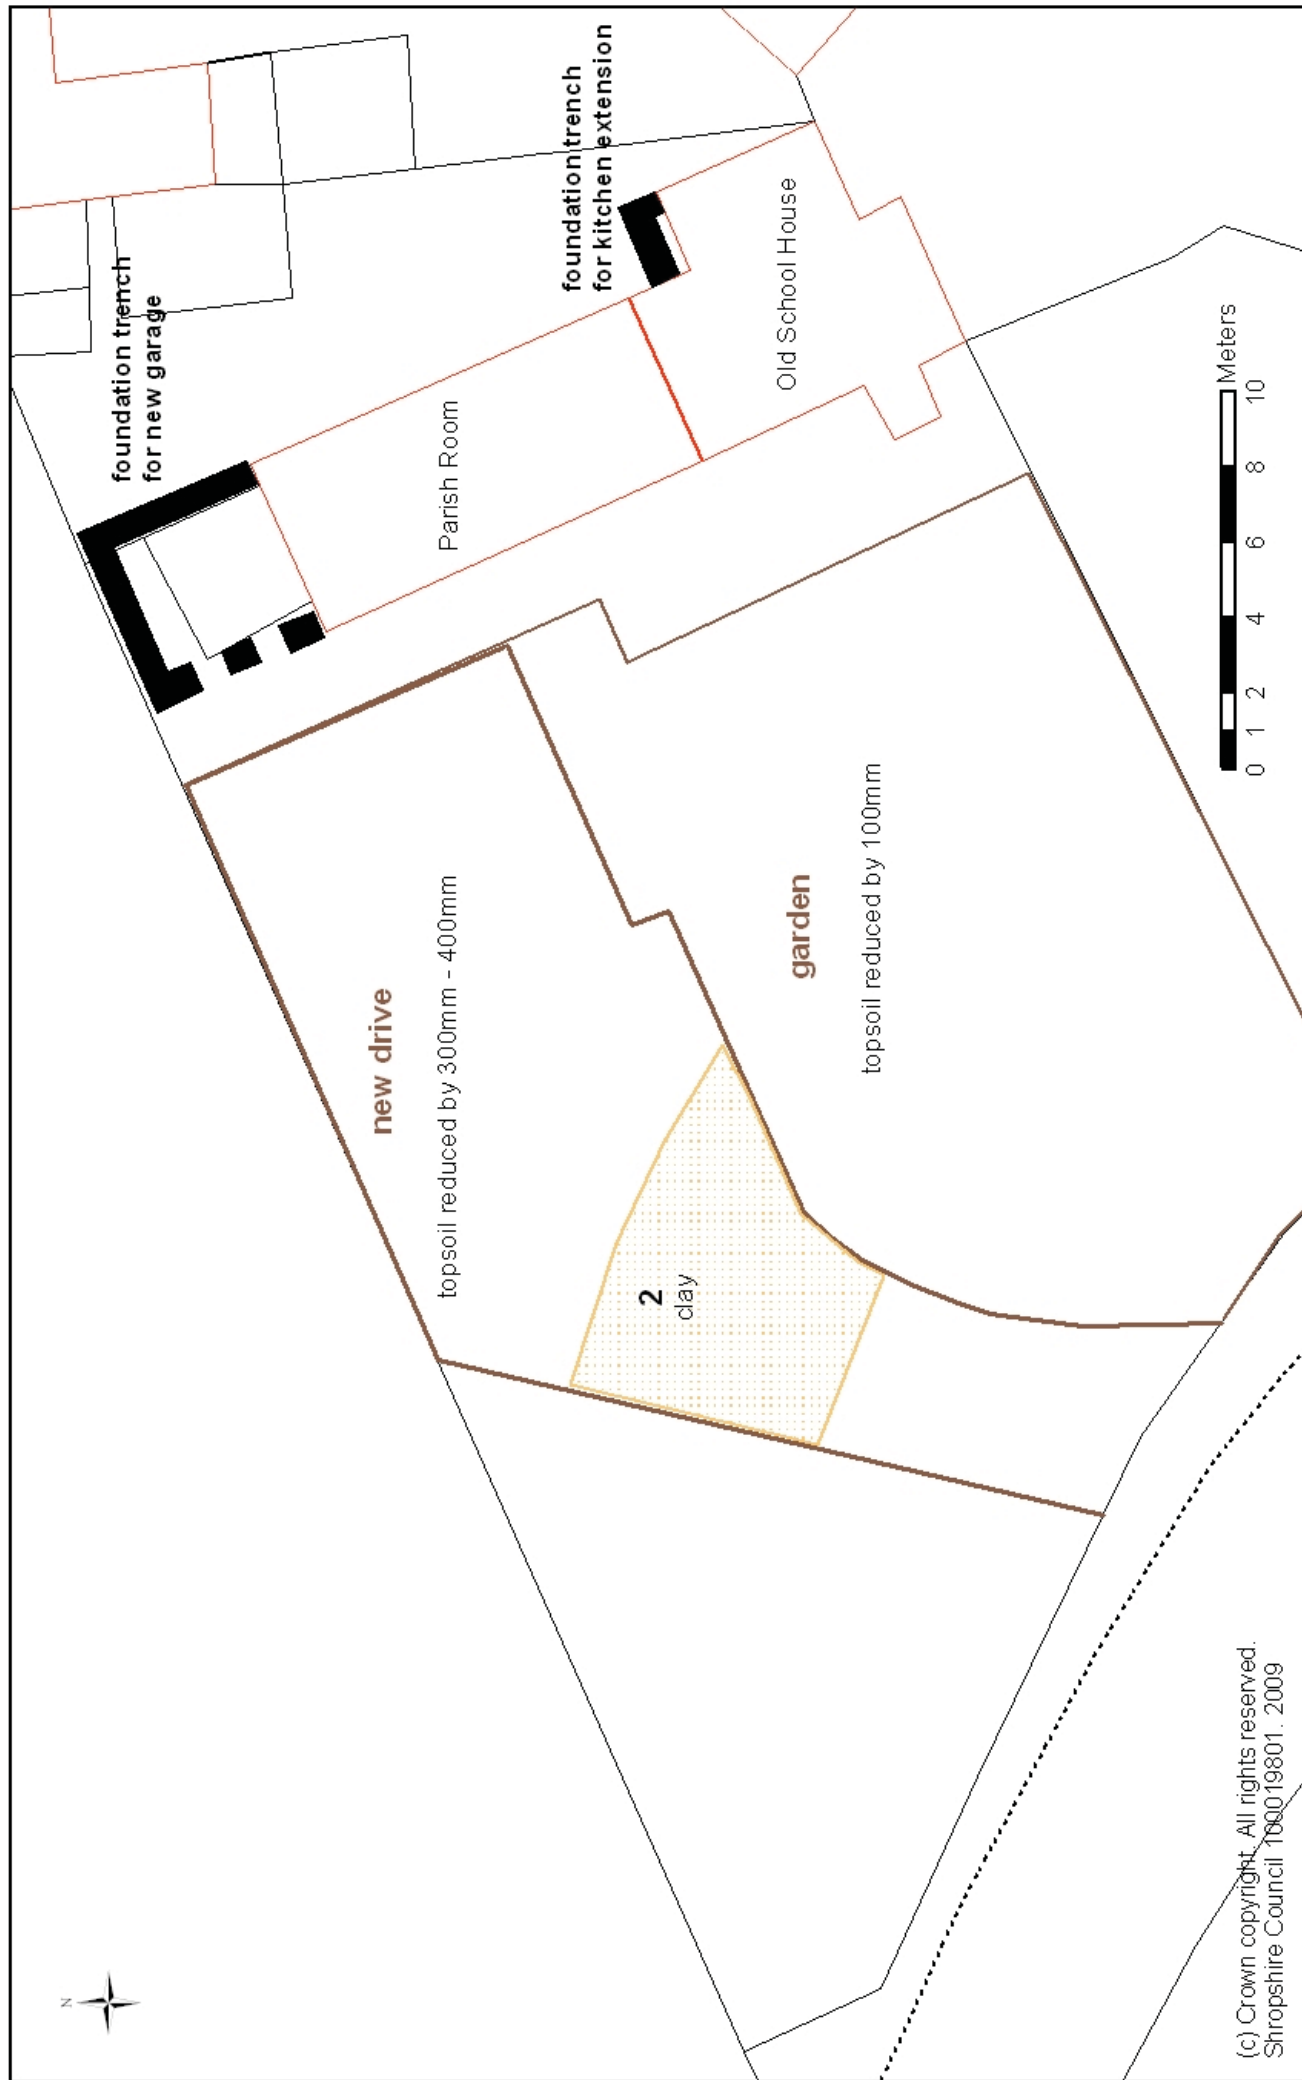 N
foundation trench
for new garage
foundation trench
for kitchen extension
Parish Room
Old School House
new drive
topsoil reduced by 300mm - 400mm
garden
topsoil reduced by 100mm
2
clay
Meters
0 1 2 4 6 8 10
(c) Crown copyright. All rights reserved.
Shropshire Council 100019801. 2009